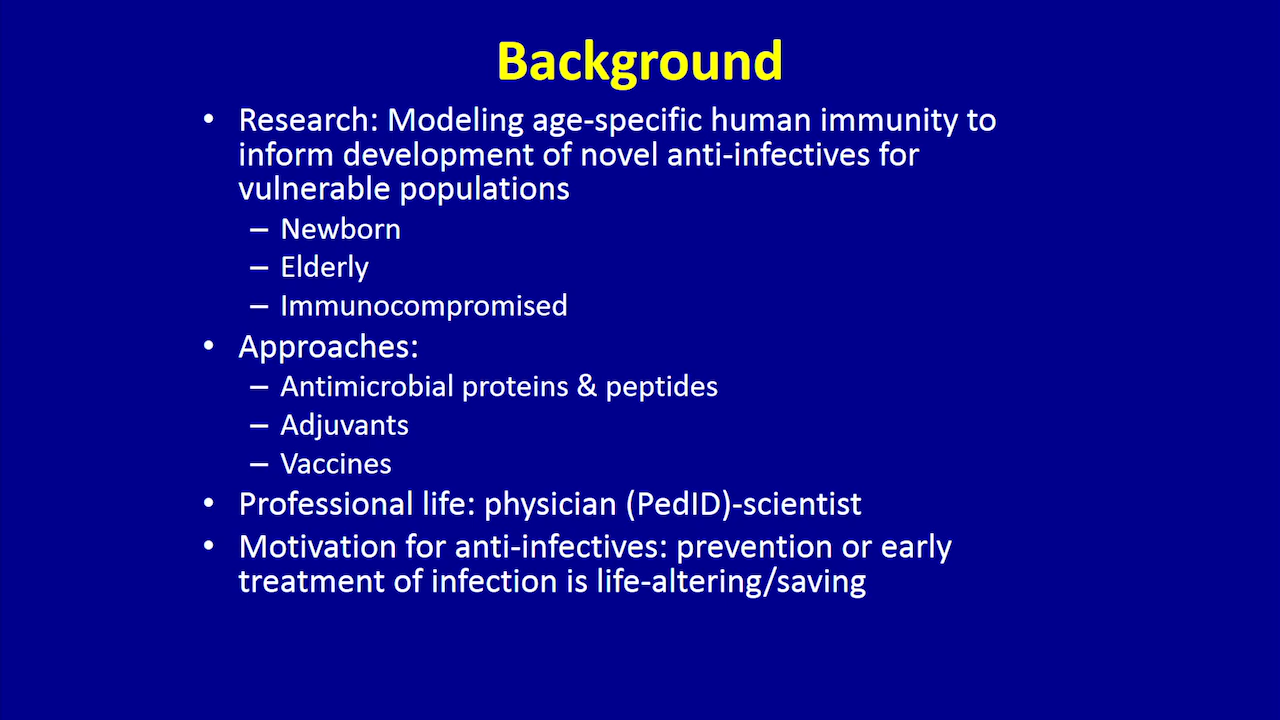 Background
• Research: Modeling age-specific human immunity to
inform development of novel anti-infectives for
vulnerable populations
– Newborn
– Elderly
– Immunocompromised
• Approaches:
– Antimicrobial proteins & peptides
– Adjuvants
– Vaccines
• Professional life: physician (PedID)-scientist
• Motivation for anti-infectives: prevention or early
treatment of infection is life-altering/saving